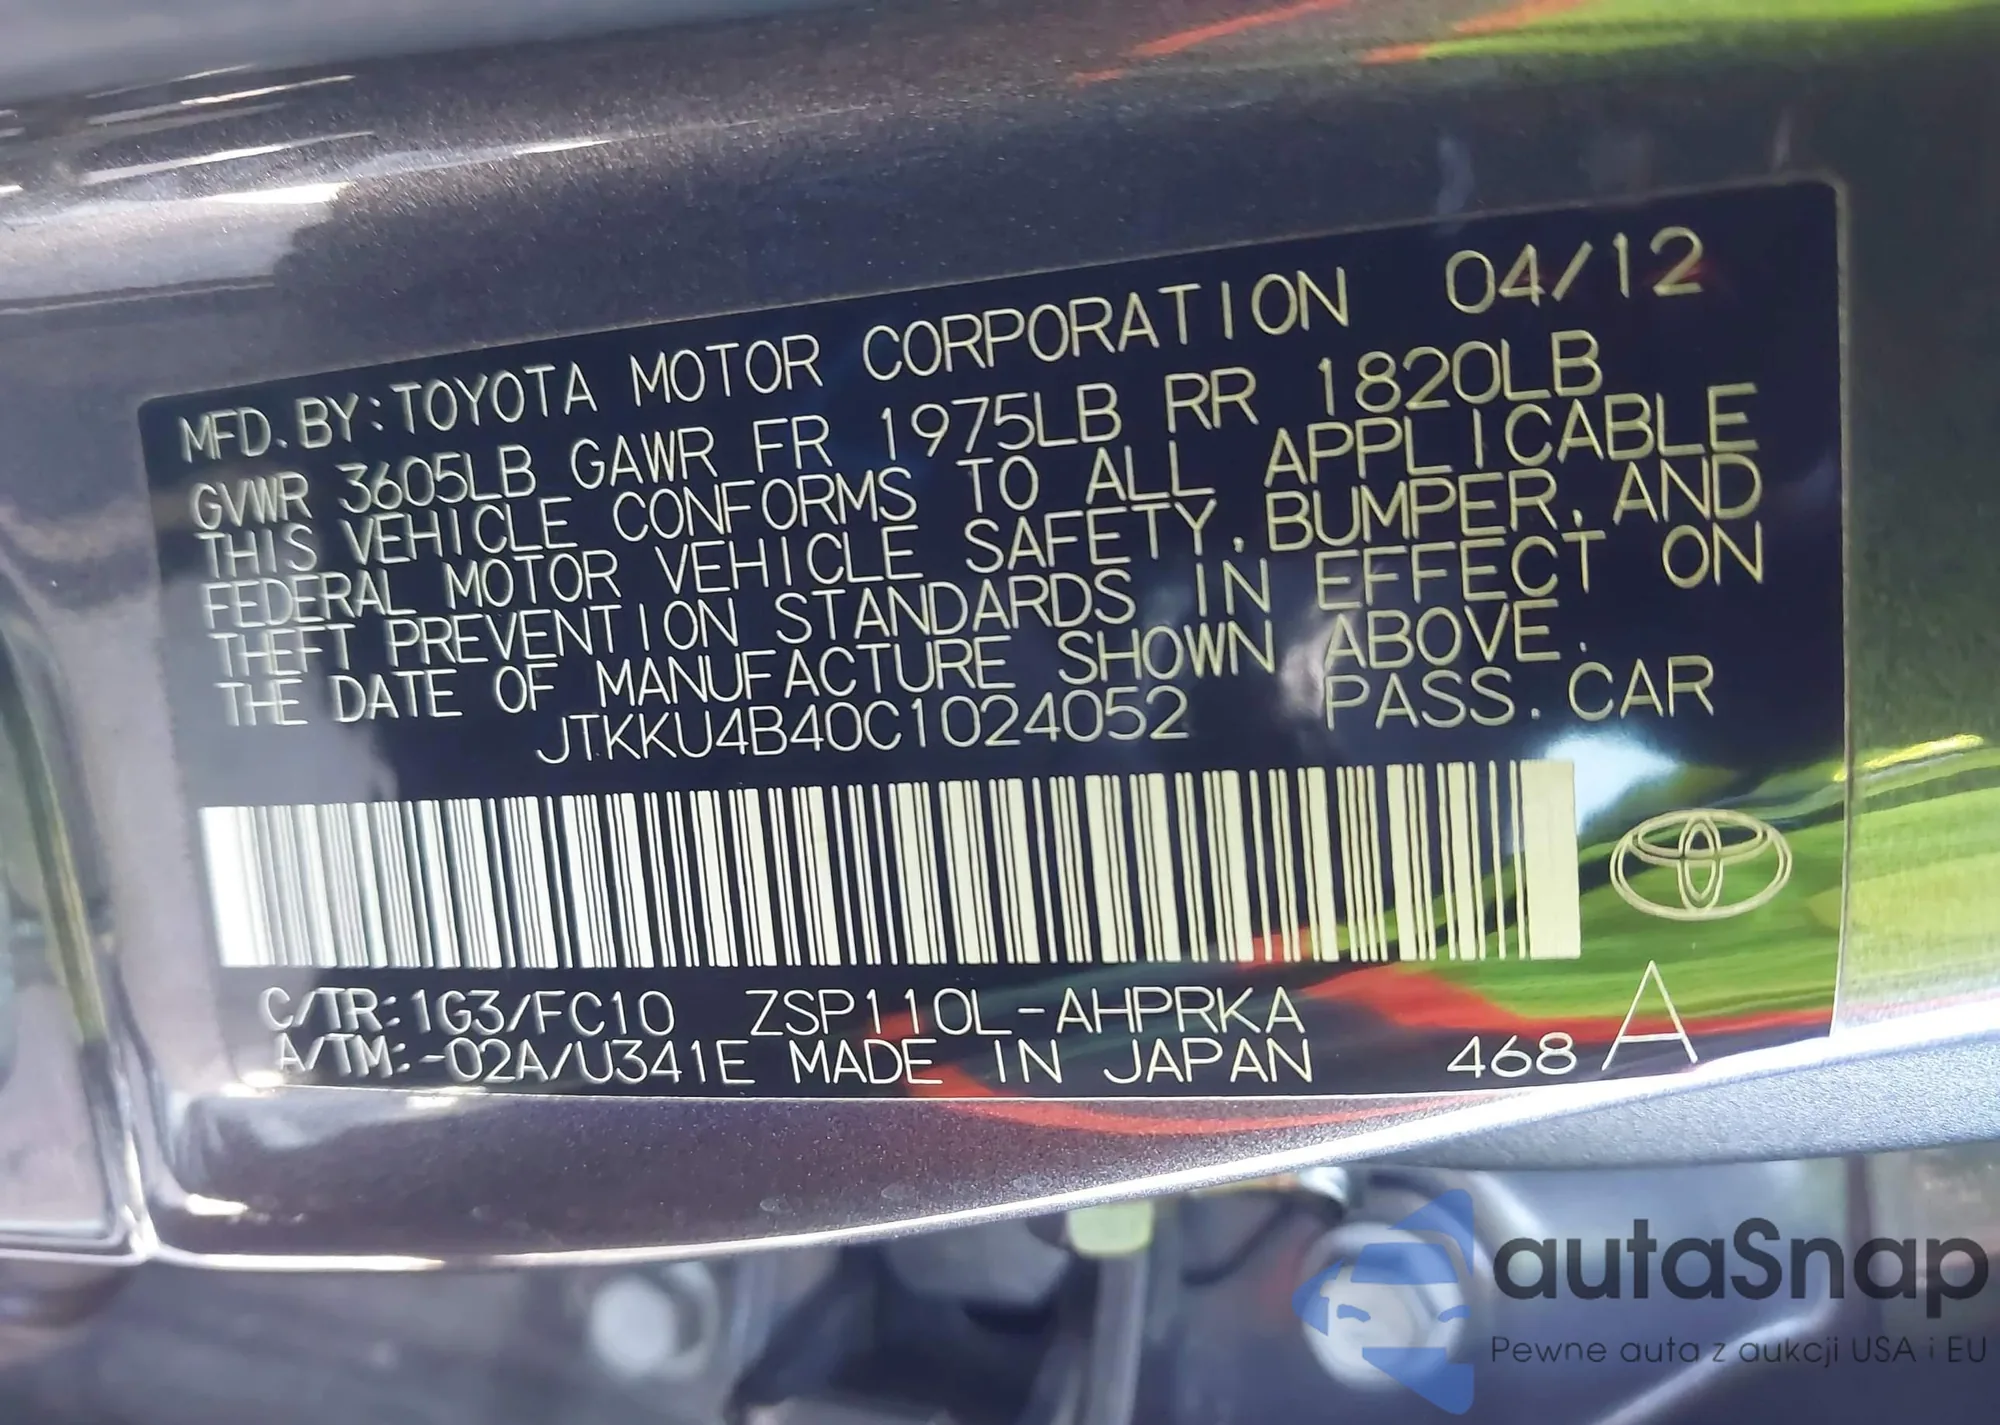 MFD. BY: TOYOTA MOTOR CORPORATION 04/12
GVWR 3605LB GAWR FR 1975LB RR 1820LB
THIS VEHICLE CONFORMS TO ALL APPLICABLE
FEDERAL MOTOR VEHICLE SAFETY, BUMPER, AND
THEFT PREVENTION STANDARDS IN EFFECT ON
THE DATE OF MANUFACTURE SHOWN ABOVE.
JTKKU4B40C1024052 PASS. CAR
C/TR: 1G3/FC10 ZSP110L-AHPRKA
A/TM: -02A/U341E MADE IN JAPAN 468 A
autaSnap
Pewne auta z aukcji USA i EU